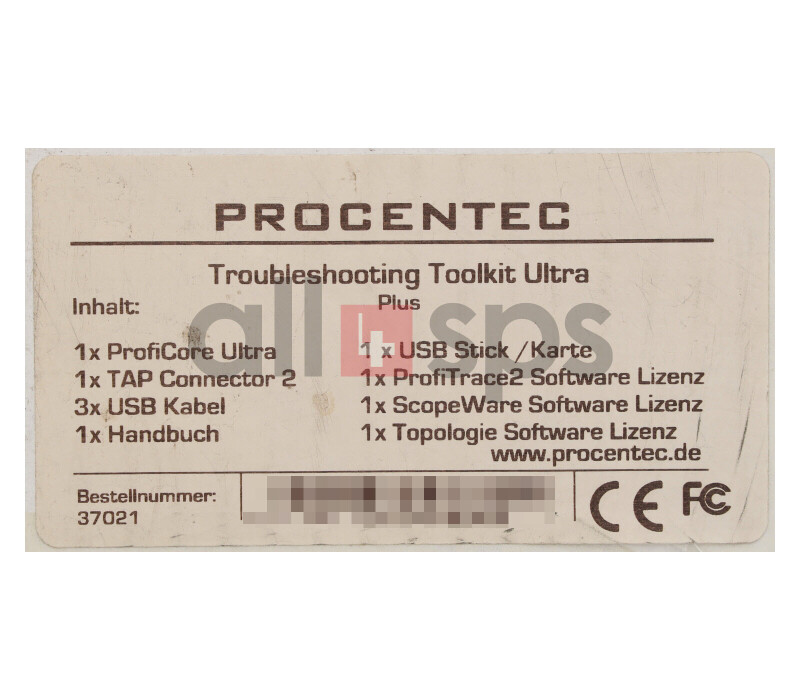 PROCENTEC
Troubleshooting Toolkit Ultra
Plus
Inhalt:
1x ProfiCore Ultra
1x TAP Connector 2
3x USB Kabel
1x Handbuch
1 x USB Stick / Karte
1x ProfiTrace2 Software Lizenz
1x ScopeWare Software Lizenz
1x Topologie Software Lizenz
www.procentec.de
Bestellnummer:
37021
CE FC
all4sps